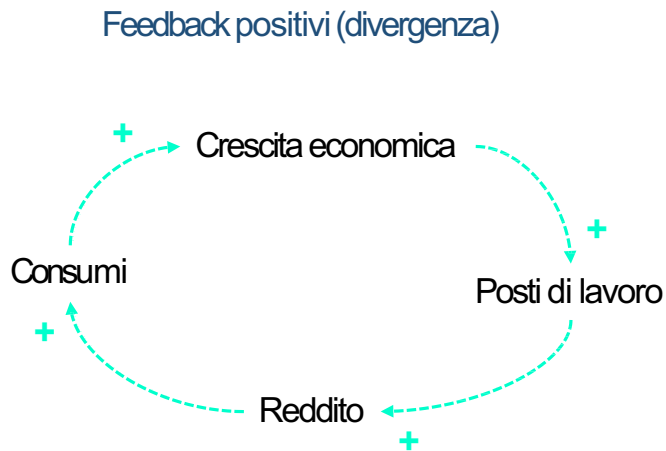 Feedback positivi (divergenza)
+
Crescita economica
+
Consumi
Posti di lavoro
+
Reddito
+